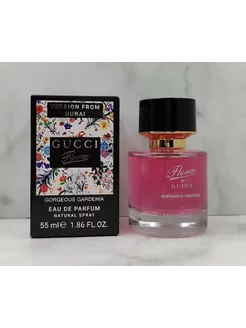 VERSION FROM
DUBAI
GUCCI
Flora
GORGEOUS GARDENIA
EAU DE PARFUM
NATURAL SPRAY
55 ml e 1.86 FL.OZ.
Flora
BY
GUCCI
GORGEOUS GARDENIA